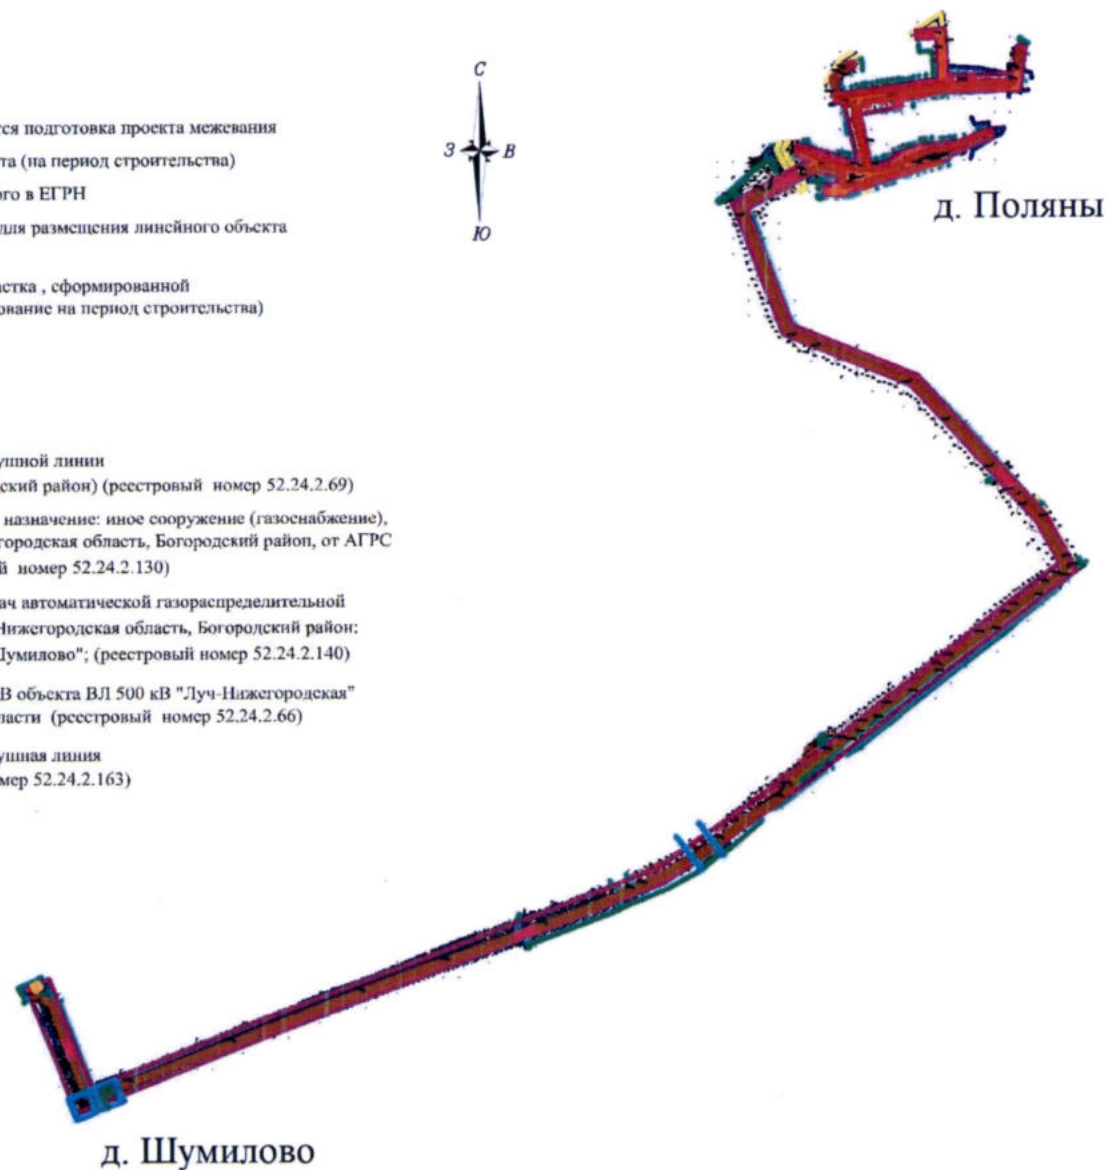 С
З В
Ю
тся подготовка проекта межевания
та (на период строительства)
ого в ЕГРН
для размещения линейного объекта
астка , сформированной
ование на период строительства)
д. Поляны
ушной линии
ский район) (реестровый номер 52.24.2.69)
назначение: иное сооружение (газоснабжение),
городская область, Богородский район, от АГРС
й номер 52.24.2.130)
ач автоматической газораспределительной
Нижегородская область, Богородский район:
Шумилово"; (реестровый номер 52.24.2.140)
В объекта ВЛ 500 кВ "Луч-Нижегородская"
ласти (реестровый номер 52.24.2.66)
ушная линия
мер 52.24.2.163)
д. Шумилово